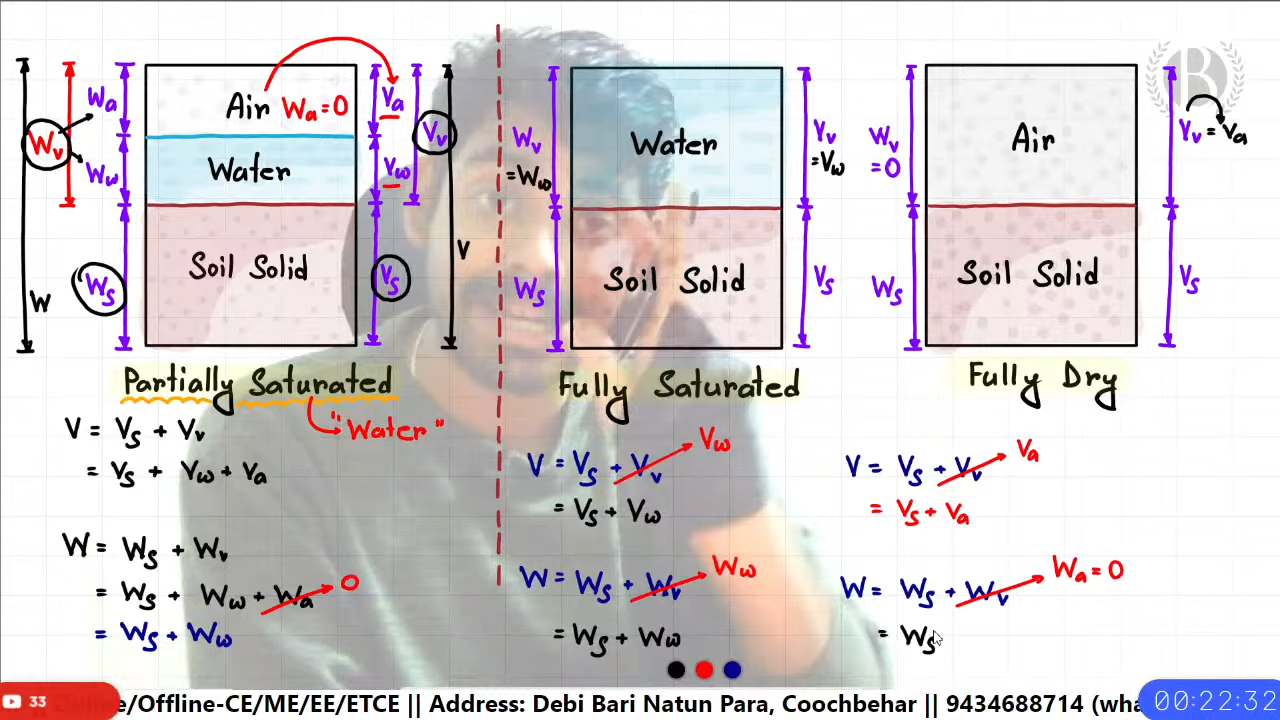 Air Wa = 0
Water
Soil Solid
Wa
Wv
Ww
Ws
W
Va
Vv
Vw
Vs
V
Partially Saturated
"Water"
V = Vs + Vv
= Vs + Vw + Va
W = Ws + Wv
= Ws + Ww + Wa 0
= Ws + Ww
Water
Soil Solid
Wv
= Ww
Ws
Vv
= Vw
Vs
Fully Saturated
V = Vs + Vv Vw
= Vs + Vw
W = Ws + Wv Ww
= Ws + Ww
B
Air
Soil Solid
Wv
= 0
Ws
Vv = Va
Vs
Fully Dry
V = Vs + Vv Va
= Vs + Va
W = Ws + Wv Wa = 0
= Ws
33
/Offline-CE/ME/EE/ETCE || Address: Debi Bari Natun Para, Coochbehar || 9434688714 (wha
00:22:32